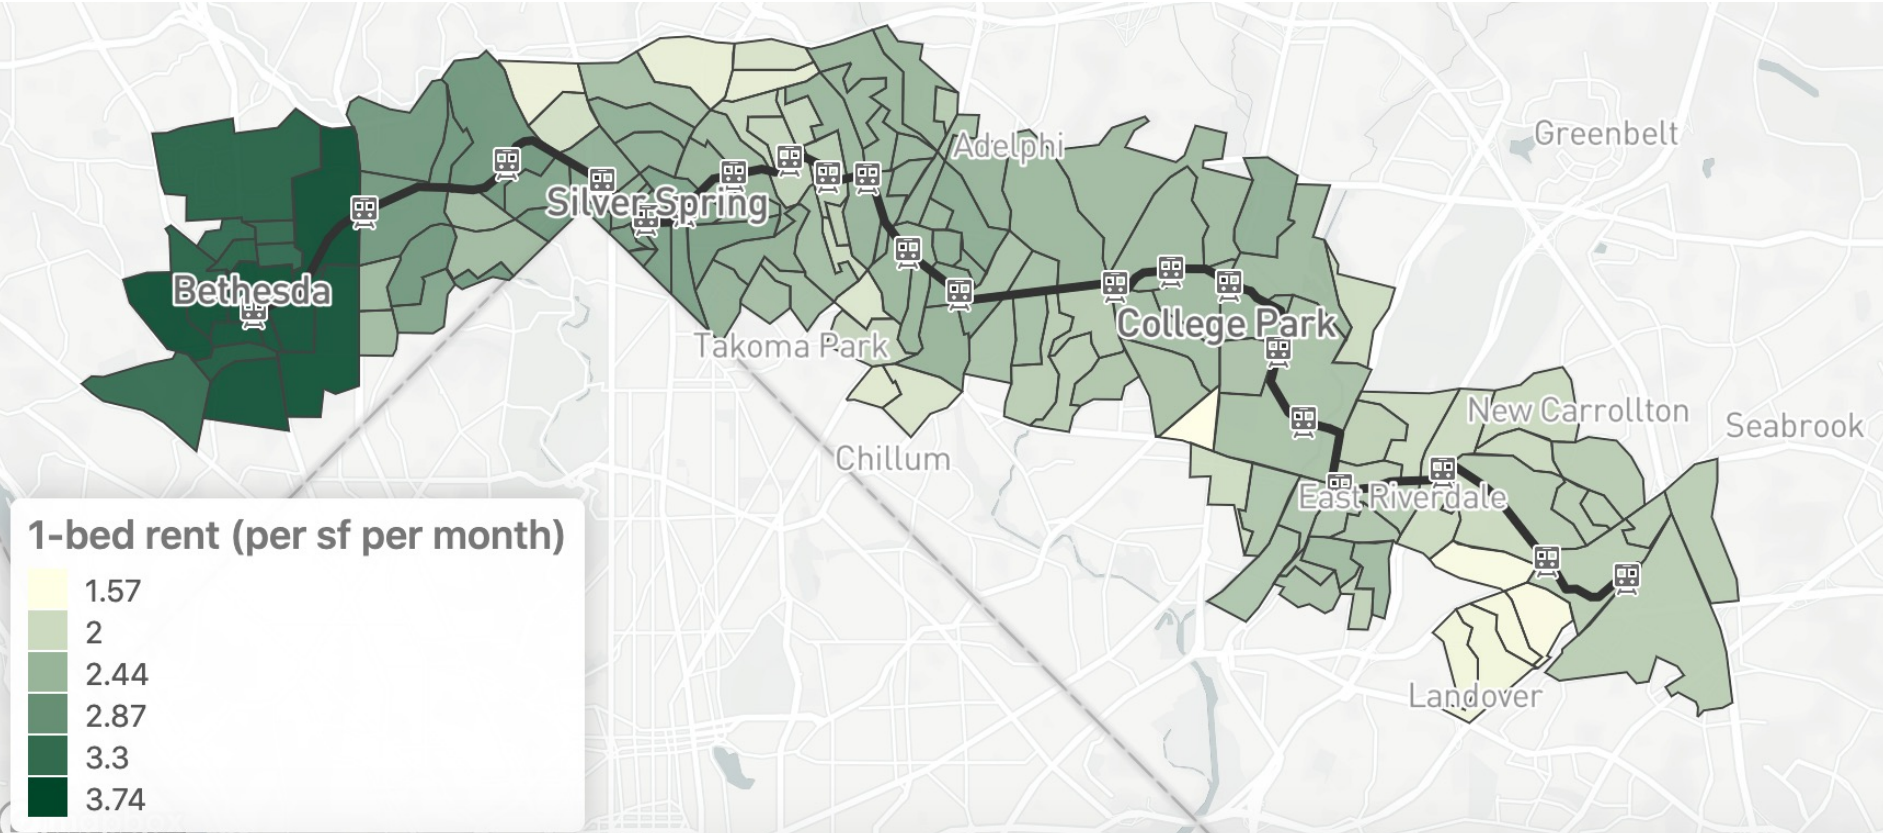 Adelphi
Greenbelt
Silver Spring
Bethesda
College Park
Takoma Park
New Carrollton
Seabrook
Chillum
East Riverdale
Landover
1-bed rent (per sf per month)
1.57
2
2.44
2.87
3.3
3.74